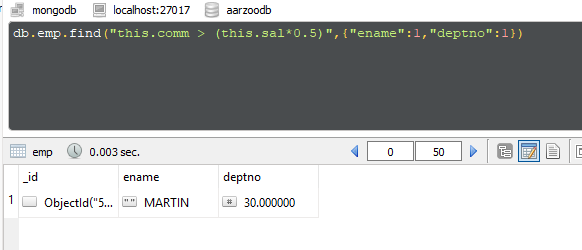 mongodb localhost:27017 aarzoodb
db.emp.find("this.comm > (this.sal*0.5)",{"ename":1,"deptno":1})
emp 0.003 sec. 0 50
_id ename deptno
1 ObjectId("5... " " MARTIN # 30.000000